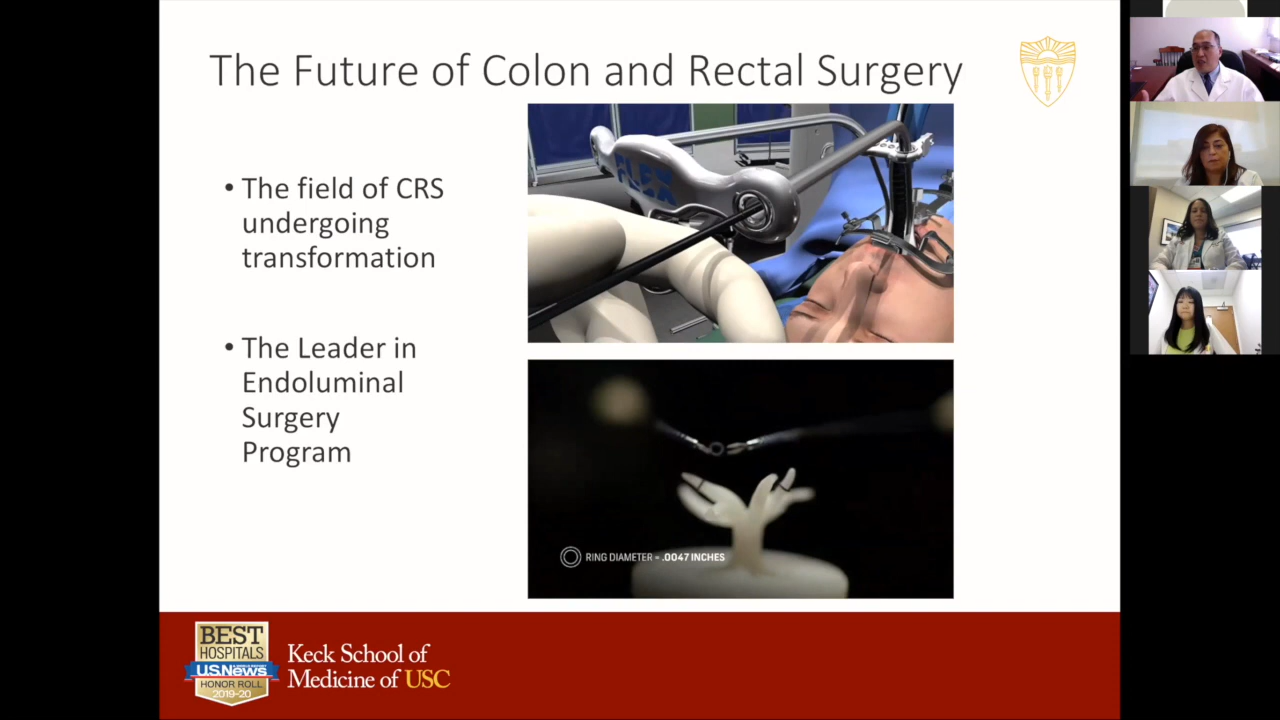 The Future of Colon and Rectal Surgery
• The field of CRS
undergoing
transformation
• The Leader in
Endoluminal
Surgery
Program
FLEX
RING DIAMETER = .0047 INCHES
BEST
HOSPITALS
U.S.News
HONOR ROLL
2019-20
Keck School of
Medicine of USC